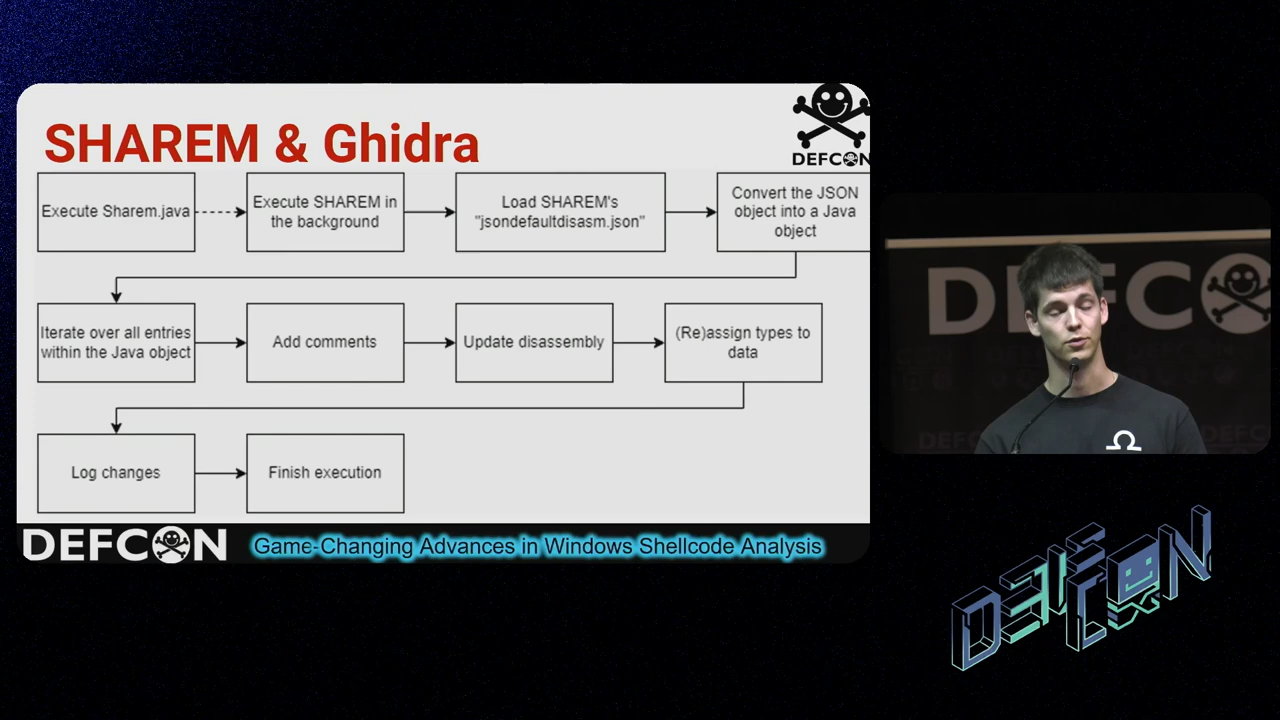 SHAREM & Ghidra
DEFCON
Execute Sharem.java
Execute SHAREM in
the background
Load SHAREM's
"jsondefaultdisasm.json"
Convert the JSON
object into a Java
object
Iterate over all entries
within the Java object
Add comments
Update disassembly
(Re)assign types to
data
Log changes
Finish execution
DEFCON
Game-Changing Advances in Windows Shellcode Analysis
DEFC
DEFCON